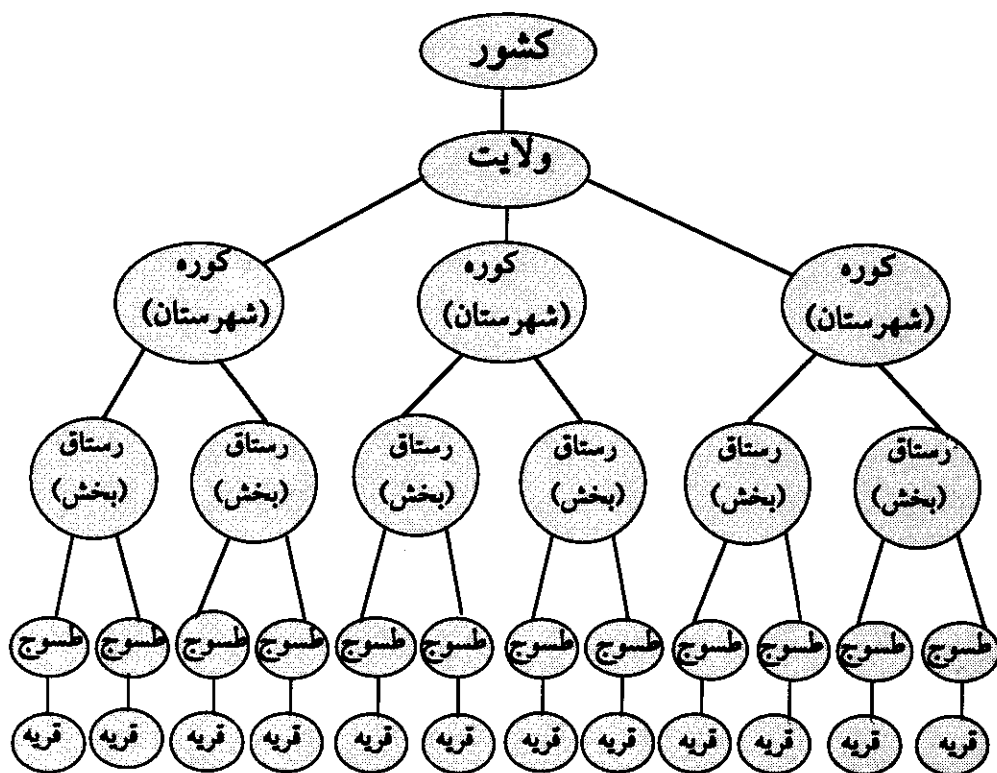 کشور
ولایت
کوره
(شهرستان)
کوره
(شهرستان)
کوره
(شهرستان)
رستاق
(بخش)
رستاق
(بخش)
رستاق
(بخش)
رستاق
(بخش)
رستاق
(بخش)
رستاق
(بخش)
طسوج طسوج طسوج طسوج طسوج طسوج طسوج طسوج طسوج طسوج طسوج طسوج
قریه قریه قریه قریه قریه قریه قریه قریه قریه قریه قریه قریه